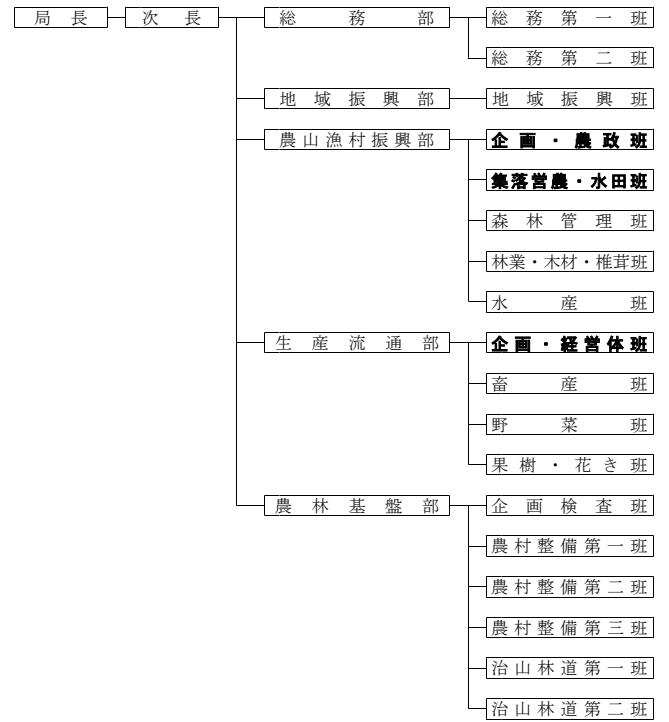 局長 次長 総務部 総務第一班
総務第二班
地域振興部 地域振興班
農山漁村振興部 企画・農政班
集落営農・水田班
森林管理班
林業・木材・椎茸班
水産班
生産流通部 企画・経営体班
畜産班
野菜班
果樹・花き班
農林基盤部 企画検査班
農村整備第一班
農村整備第二班
農村整備第三班
治山林道第一班
治山林道第二班